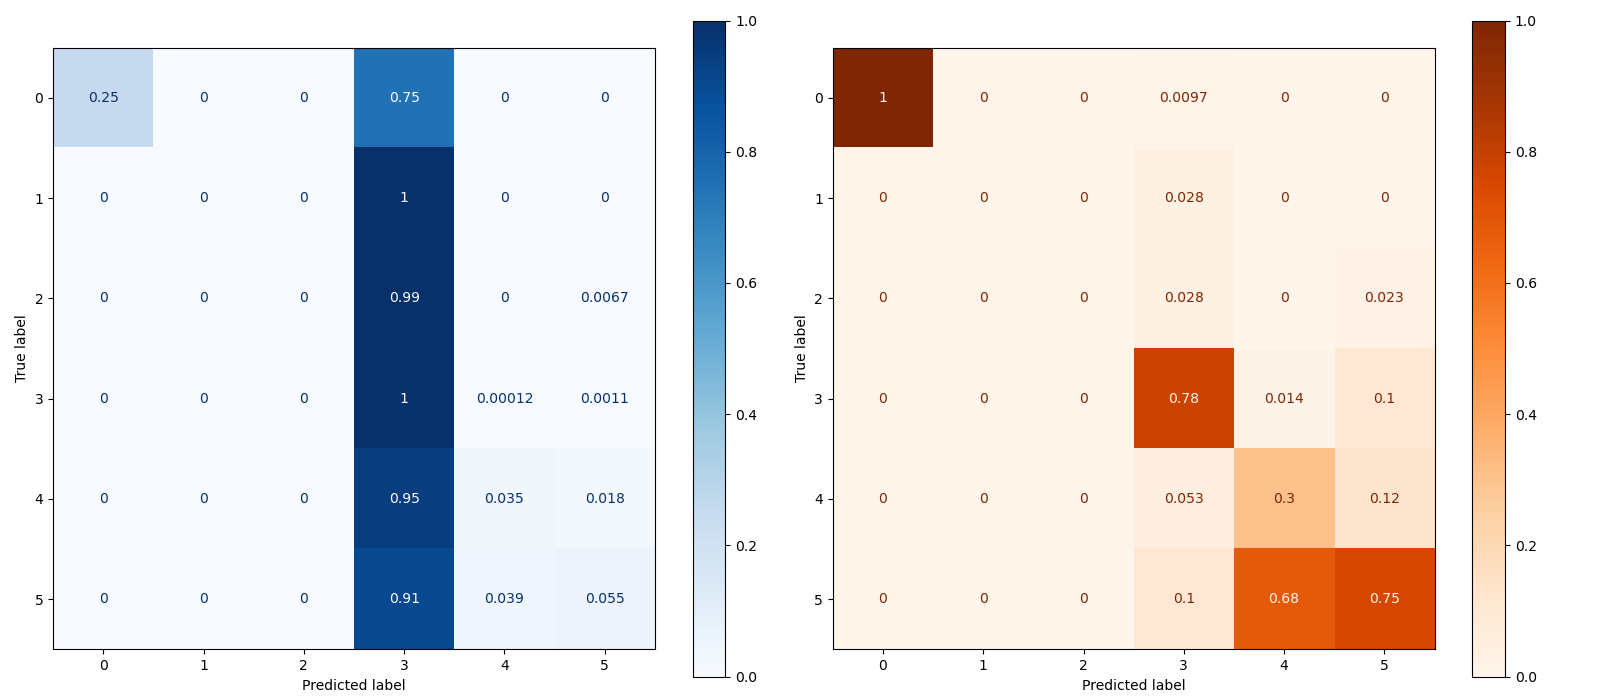 1.0
0 0.25 0 0 0.75 0 0
0.8
1 0 0 0 1 0 0
2 0 0 0 0.99 0 0.0067
0.6
True label
3 0 0 0 1 0.00012 0.0011
0.4
4 0 0 0 0.95 0.035 0.018
0.2
5 0 0 0 0.91 0.039 0.055
0.0
0 1 2 3 4 5
Predicted label
1.0
0 1 0 0 0.0097 0 0
0.8
1 0 0 0 0.028 0 0
2 0 0 0 0.028 0 0.023
0.6
True label
3 0 0 0 0.78 0.014 0.1
0.4
4 0 0 0 0.053 0.3 0.12
0.2
5 0 0 0 0.1 0.68 0.75
0.0
0 1 2 3 4 5
Predicted label